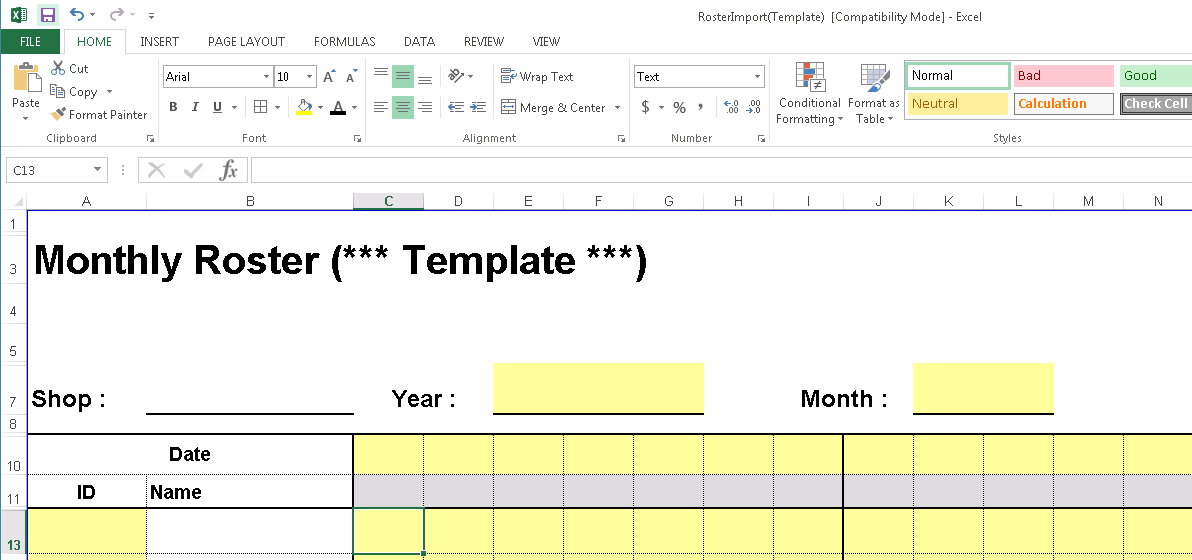 RosterImport(Template) [Compatibility Mode] - Excel
FILE HOME INSERT PAGE LAYOUT FORMULAS DATA REVIEW VIEW
Paste
Cut
Copy
Format Painter
Clipboard
Arial 10
B I U
Font
Wrap Text
Merge & Center
Alignment
Text
$ % ,
Number
Conditional Formatting
Format as Table
Normal Bad Good
Neutral Calculation Check Cell
Styles
C13 fx
A B C D E F G H I J K L M N
1
3 Monthly Roster (*** Template ***)
4
5
7 Shop : Year : Month :
8
10 Date
11 ID Name
13